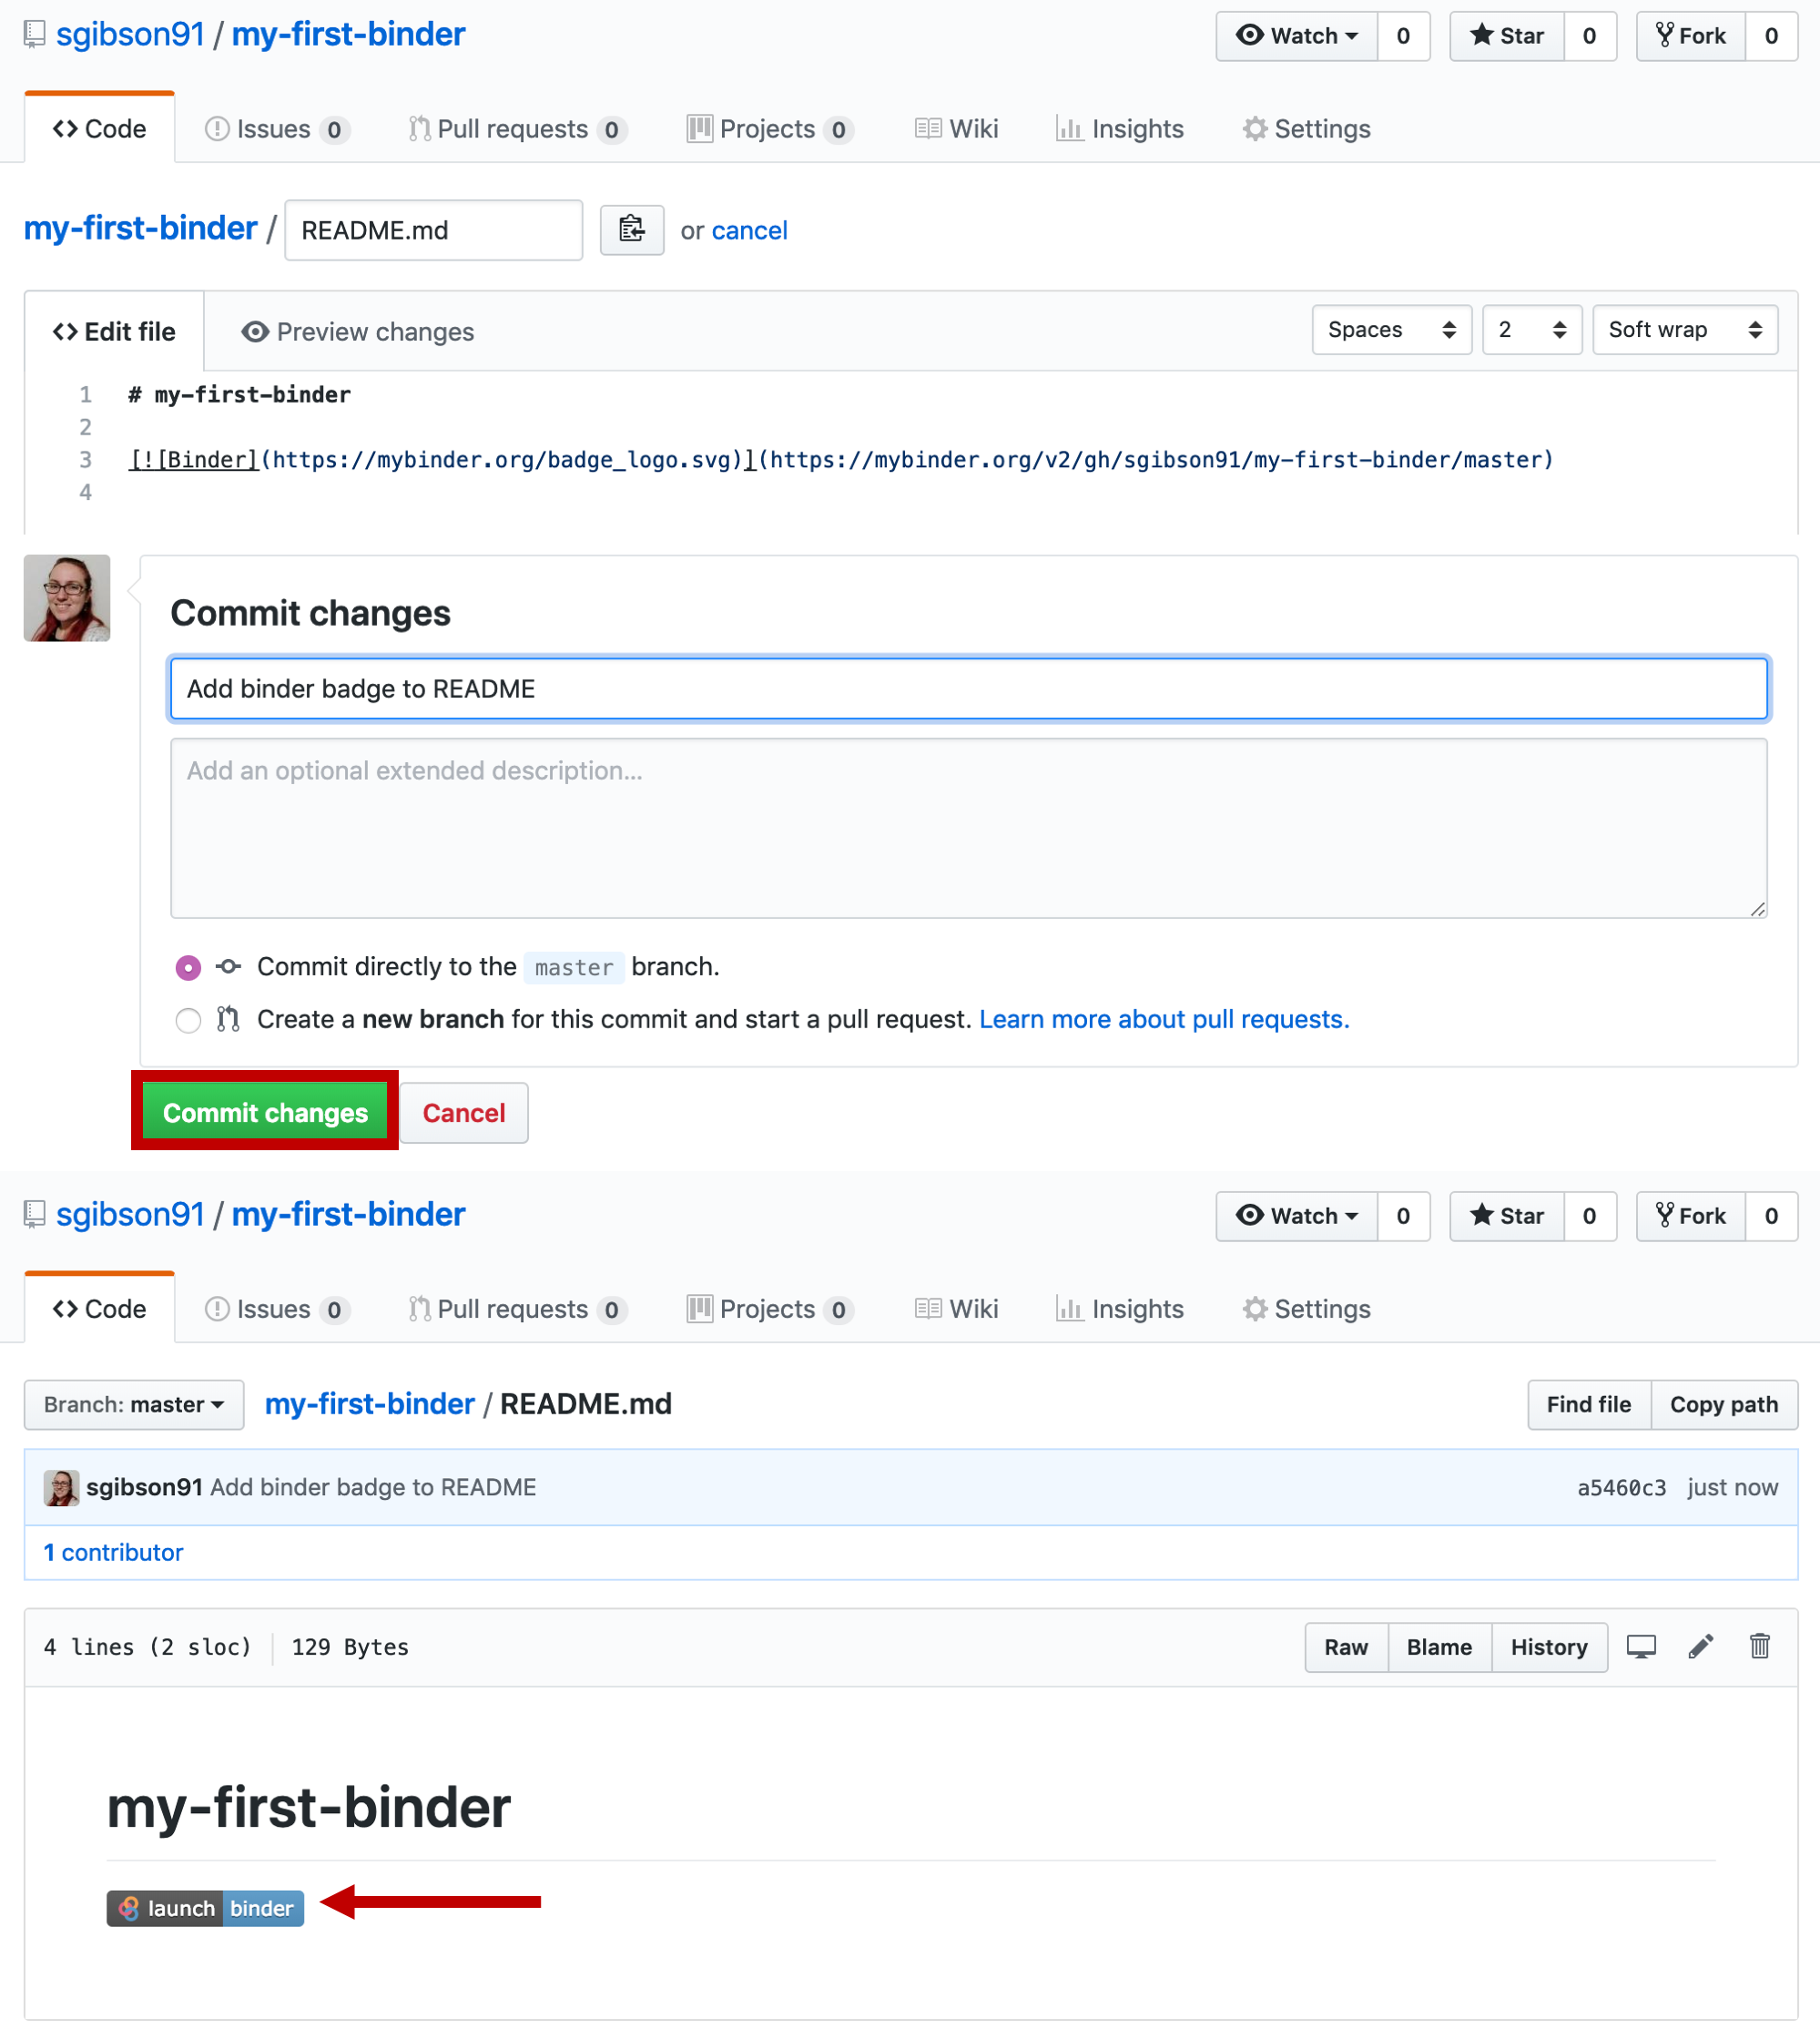 sgibson91 / my-first-binder Watch 0 Star 0 Fork 0
Code Issues 0 Pull requests 0 Projects 0 Wiki Insights Settings
my-first-binder / README.md or cancel
Edit file Preview changes Spaces 2 Soft wrap
1 # my-first-binder
2
3 [![Binder](https://mybinder.org/badge_logo.svg)](https://mybinder.org/v2/gh/sgibson91/my-first-binder/master)
4
Commit changes
Add binder badge to README
Add an optional extended description...
Commit directly to the master branch.
Create a new branch for this commit and start a pull request. Learn more about pull requests.
Commit changes Cancel
sgibson91 / my-first-binder Watch 0 Star 0 Fork 0
Code Issues 0 Pull requests 0 Projects 0 Wiki Insights Settings
Branch: master my-first-binder / README.md Find file Copy path
sgibson91 Add binder badge to README a5460c3 just now
1 contributor
4 lines (2 sloc) 129 Bytes Raw Blame History
my-first-binder
launch binder